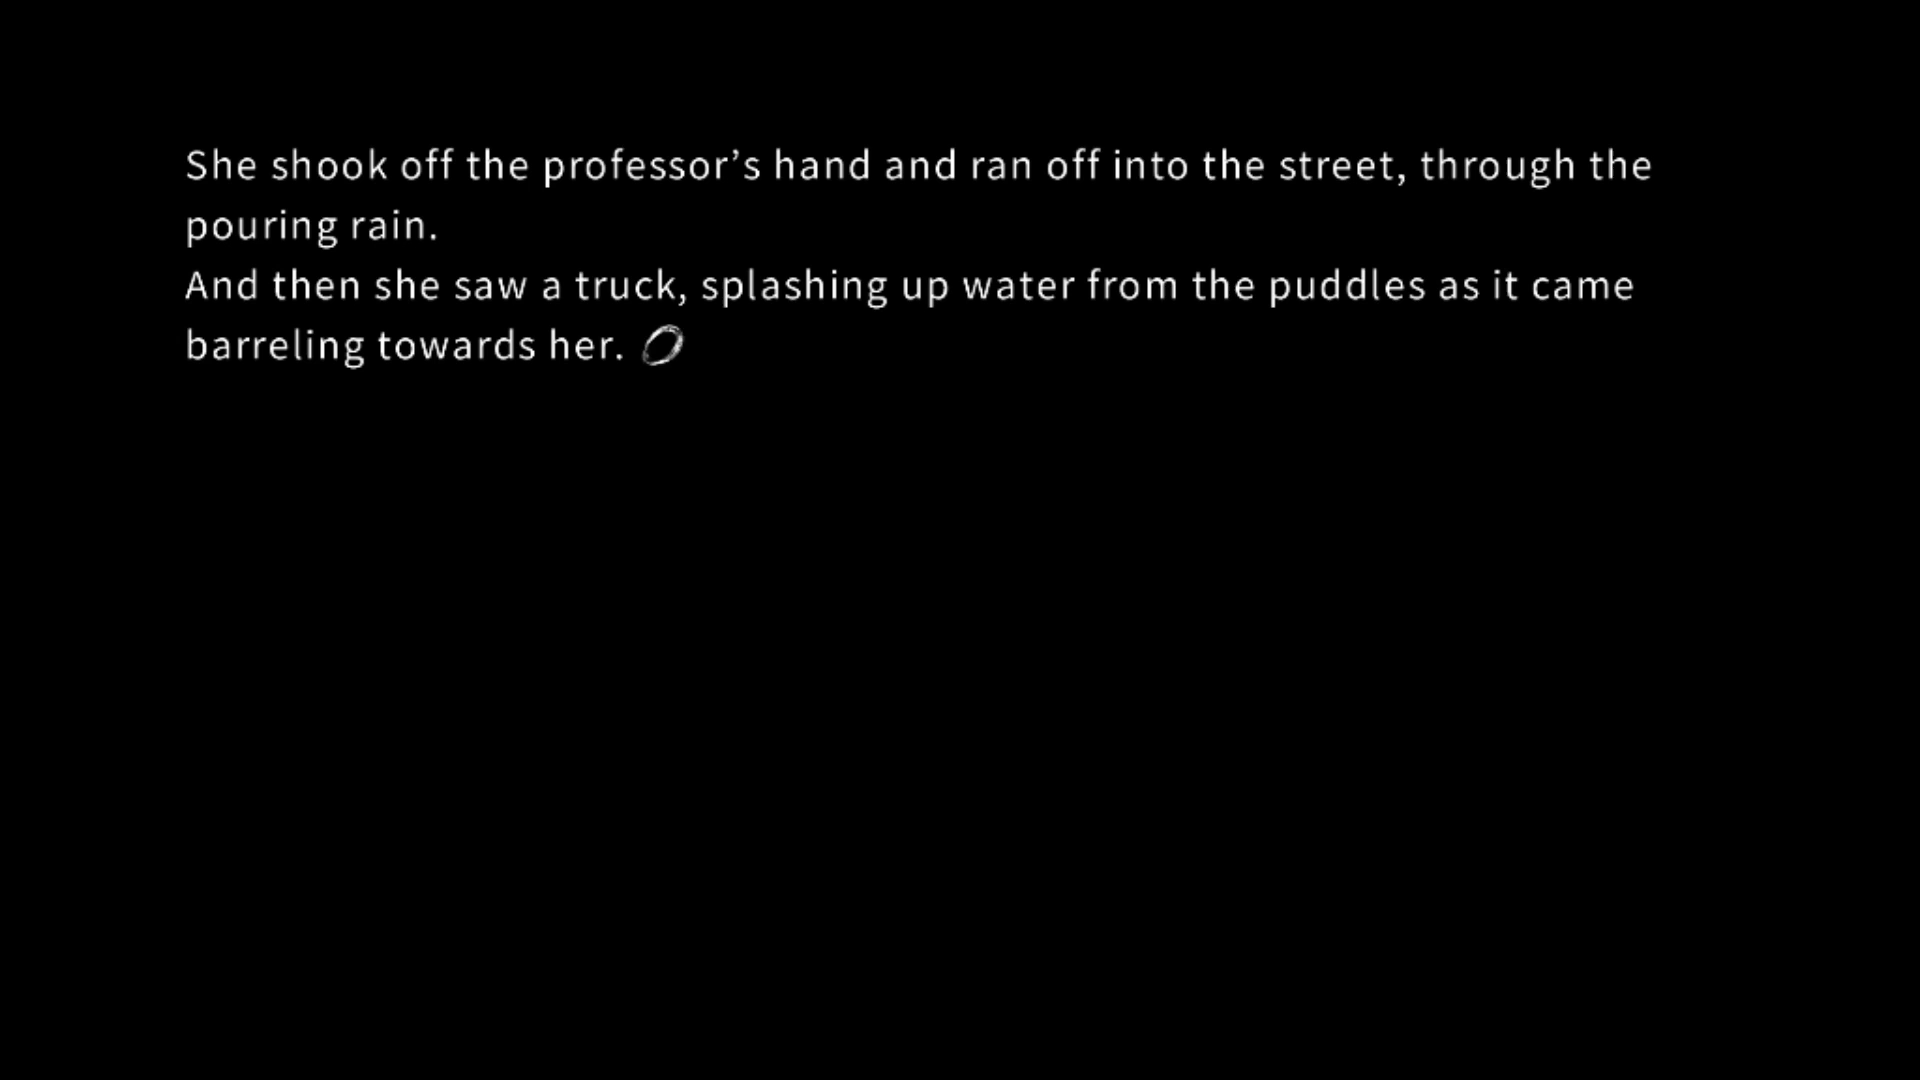 She shook off the professor’s hand and ran off into the street, through the
pouring rain.
And then she saw a truck, splashing up water from the puddles as it came
barreling towards her.